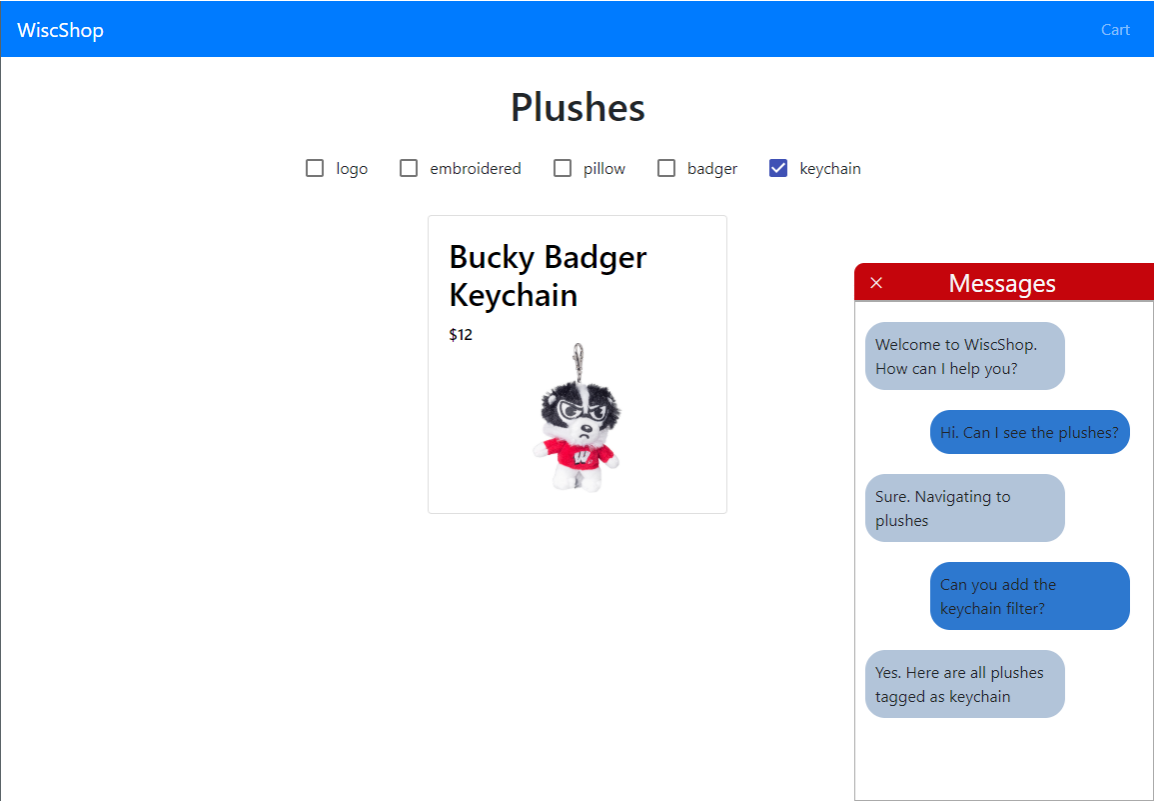 WiscShop
Cart
Plushes
logo
embroidered
pillow
badger
keychain
Bucky Badger
Keychain
$12
W
Messages
Welcome to WiscShop.
How can I help you?
Hi. Can I see the plushes?
Sure. Navigating to
plushes
Can you add the
keychain filter?
Yes. Here are all plushes
tagged as keychain